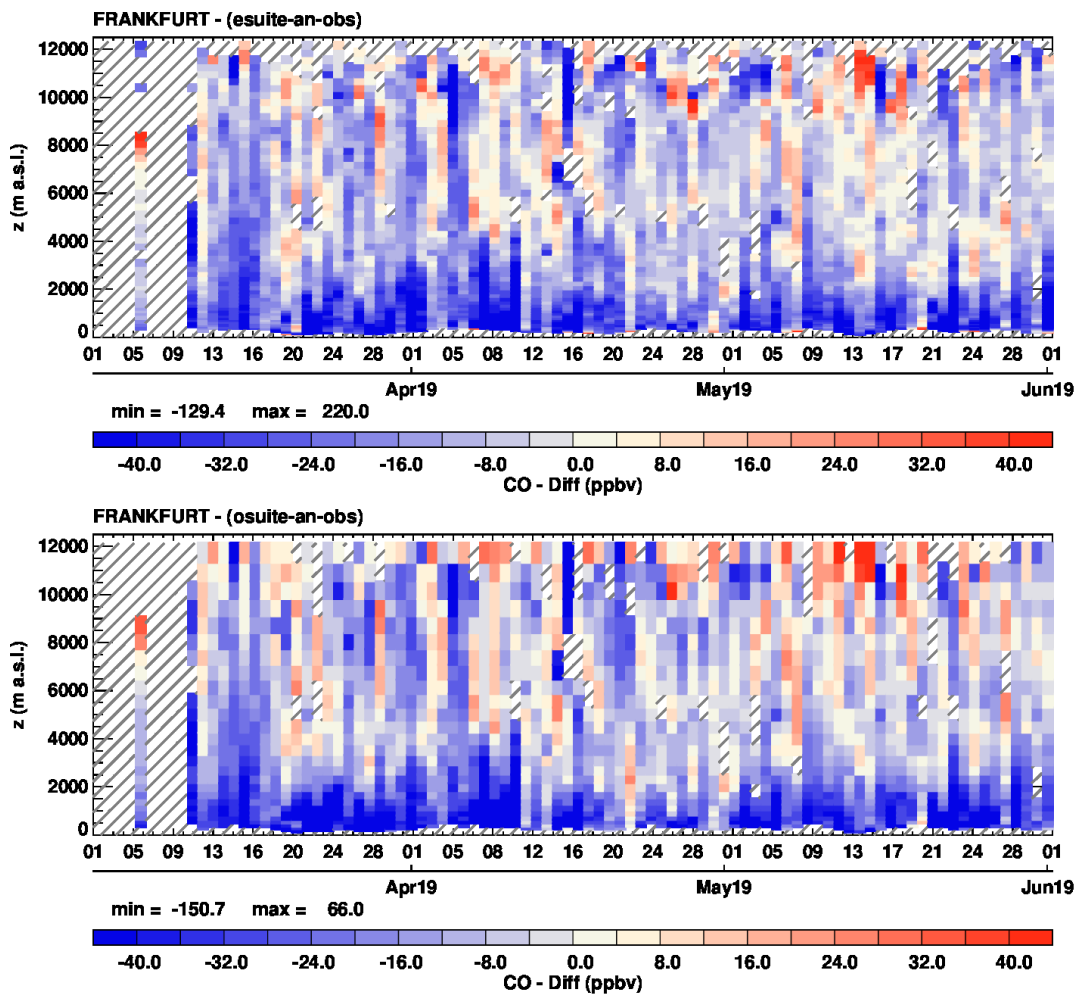 FRANKFURT - (esuite-an-obs)
z (m a.s.l.)
12000
10000
8000
6000
4000
2000
0
01 05 09 13 20 24 28 01 05 08 12 16 20 24 28 01 05 09 13 17 21 24 28 01
Apr19 May19 Jun19
min = -129.4 max = 220.0
-40.0 -32.0 -24.0 -16.0 -8.0 0.0 8.0 16.0 24.0 32.0 40.0
CO - Diff (ppbv)
FRANKFURT - (osuite-an-obs)
z (m a.s.l.)
12000
10000
8000
6000
4000
2000
0
01 05 09 13 20 24 28 01 05 08 12 16 20 24 28 01 05 09 13 17 21 24 28 01
Apr19 May19 Jun19
min = -150.7 max = 66.0
-40.0 -32.0 -24.0 -16.0 -8.0 0.0 8.0 16.0 24.0 32.0 40.0
CO - Diff (ppbv)